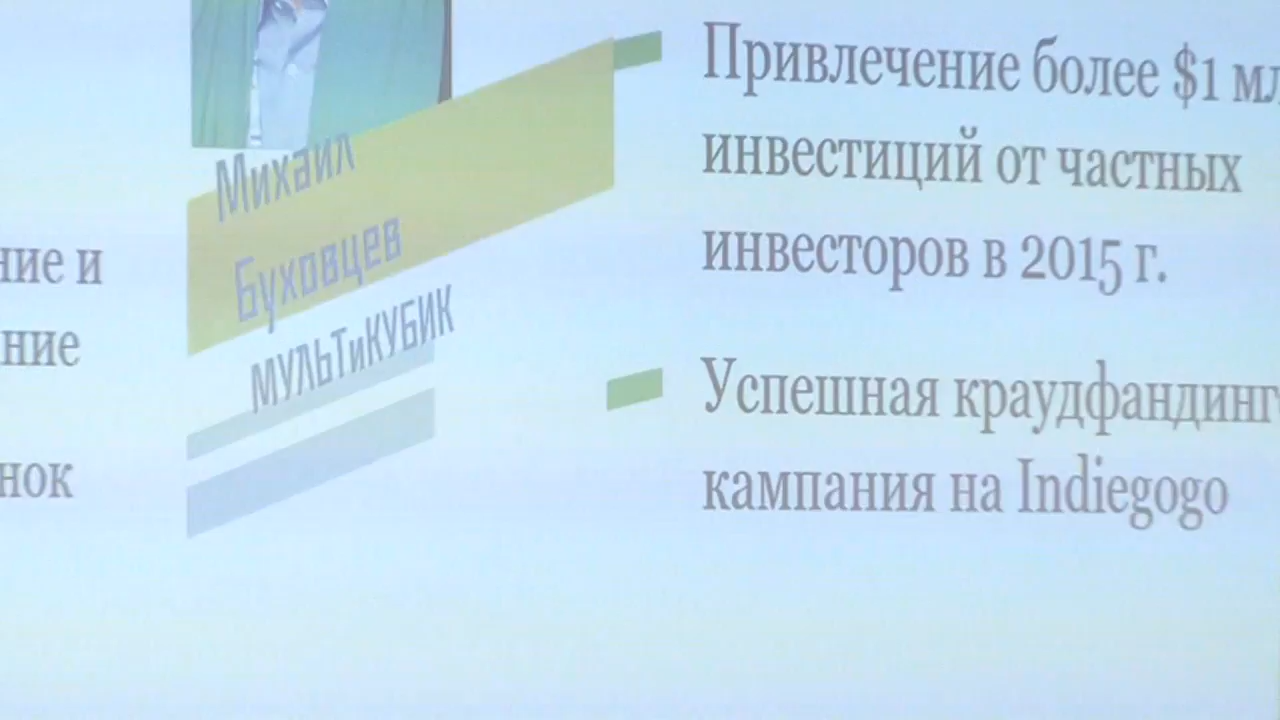 ние и
ние
нок
Михаил
Буховцев
МУЛЬТиКУБИК
Привлечение более $1 мл
инвестиций от частных
инвесторов в 2015 г.
Успешная краудфандинг
кампания на Indiegogo